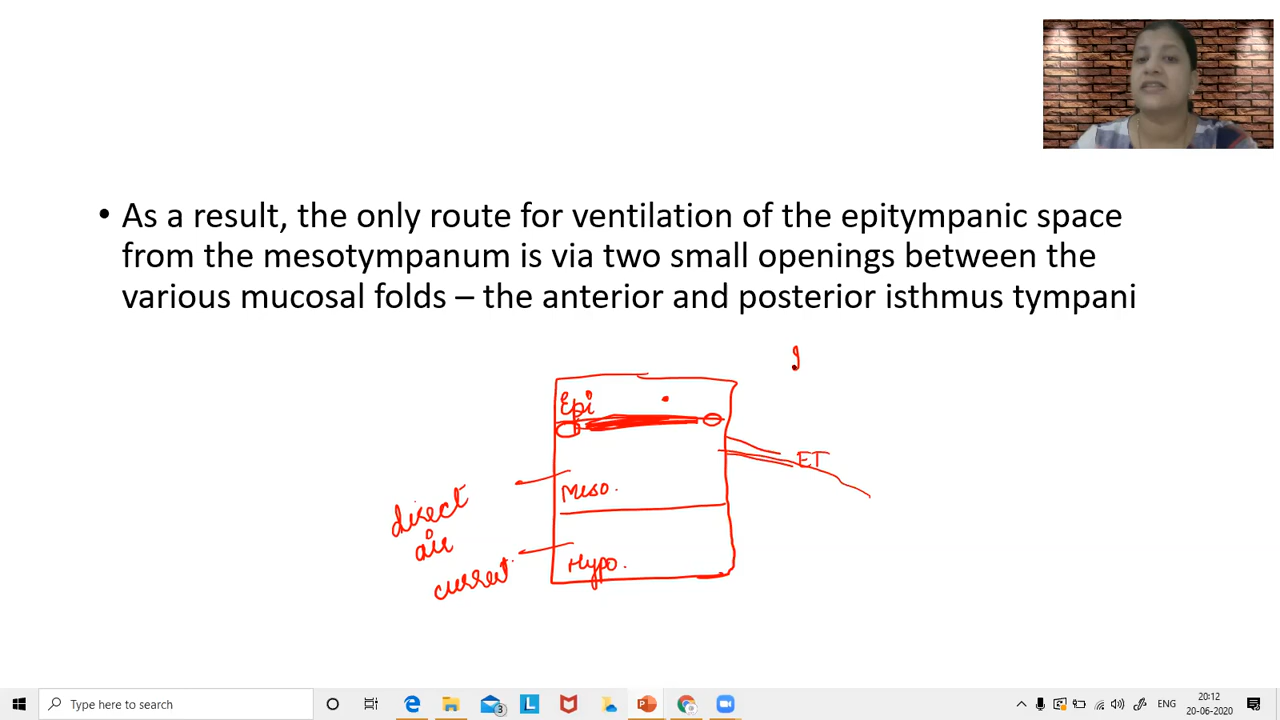 • As a result, the only route for ventilation of the epitympanic space
from the mesotympanum is via two small openings between the
various mucosal folds – the anterior and posterior isthmus tympani
Epi
ET
Meso.
direct
air
current
Hypo.
Type here to search
L
3
ENG
20:12
20-06-2020